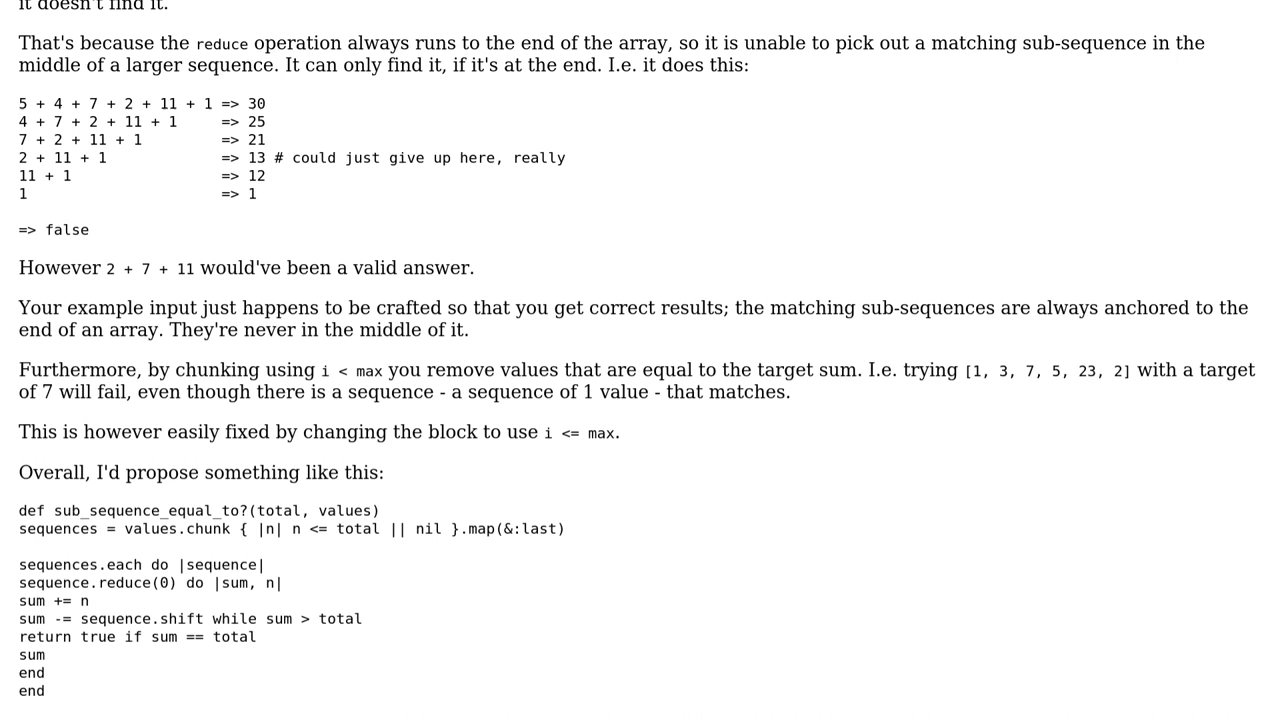 it doesn't find it.
That's because the reduce operation always runs to the end of the array, so it is unable to pick out a matching sub-sequence in the
middle of a larger sequence. It can only find it, if it's at the end. I.e. it does this:
5 + 4 + 7 + 2 + 11 + 1 => 30
4 + 7 + 2 + 11 + 1     => 25
7 + 2 + 11 + 1         => 21
2 + 11 + 1             => 13 # could just give up here, really
11 + 1                 => 12
1                      => 1
=> false
However 2 + 7 + 11 would've been a valid answer.
Your example input just happens to be crafted so that you get correct results; the matching sub-sequences are always anchored to the
end of an array. They're never in the middle of it.
Furthermore, by chunking using i < max you remove values that are equal to the target sum. I.e. trying [1, 3, 7, 5, 23, 2] with a target
of 7 will fail, even though there is a sequence - a sequence of 1 value - that matches.
This is however easily fixed by changing the block to use i <= max.
Overall, I'd propose something like this:
def sub_sequence_equal_to?(total, values)
sequences = values.chunk { |n| n <= total || nil }.map(&:last)
sequences.each do |sequence|
sequence.reduce(0) do |sum, n|
sum += n
sum -= sequence.shift while sum > total
return true if sum == total
sum
end
end